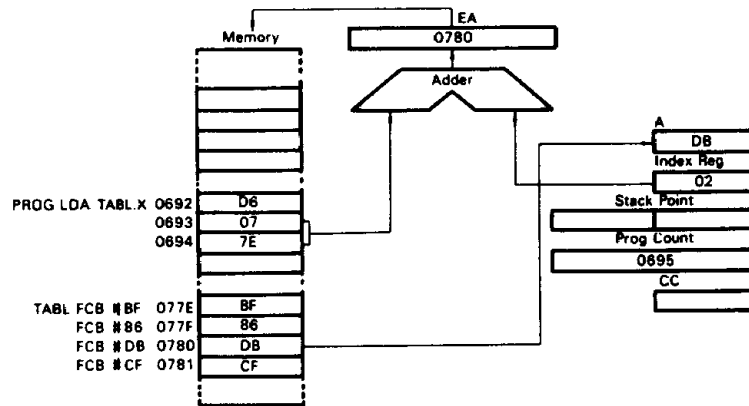 EA
Memory
0780
Adder
A
DB
Index Reg
02
PROG LDA TABL.X 0692 D6
0693 07
0694 7E
Stack Point
Prog Count
0695
CC
TABL FCB #BF 077E BF
FCB #86 077F 86
FCB #DB 0780 DB
FCB #CF 0781 CF